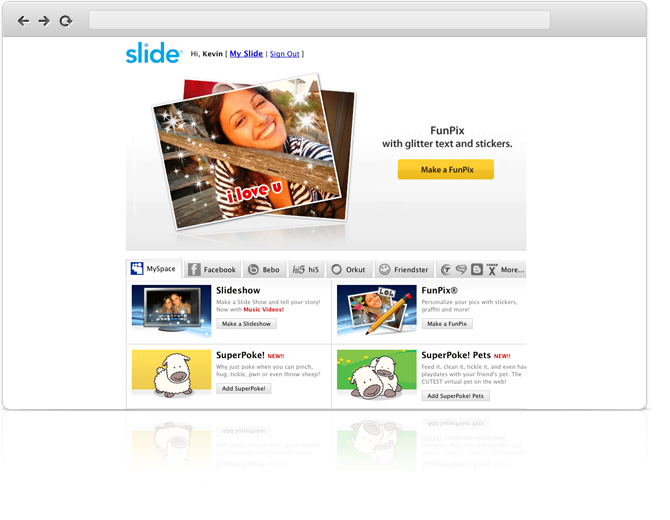 slide®
Hi, Kevin [ My Slide | Sign Out ]
i love u
FunPix
with glitter text and stickers.
Make a FunPix
MySpace
Facebook
Bebo
hi5 hi5
Orkut
Friendster
More...
Slideshow
Make a Slide Show and tell your story!
Now with Music Videos!
Make a Slideshow
LOL
FunPix®
Personalize your pics with stickers,
graffiti and more!
Make a FunPix
SuperPoke! NEW!!
Why just poke when you can pinch,
hug, tickle, pwn or even throw sheep?
Add SuperPoke!
SuperPoke! Pets NEW!!
Feed it, clean it, tickle it, and even hav
playdates with your friend's pet. The
CUTEST virtual pet on the web!
Add SuperPoke! Pets